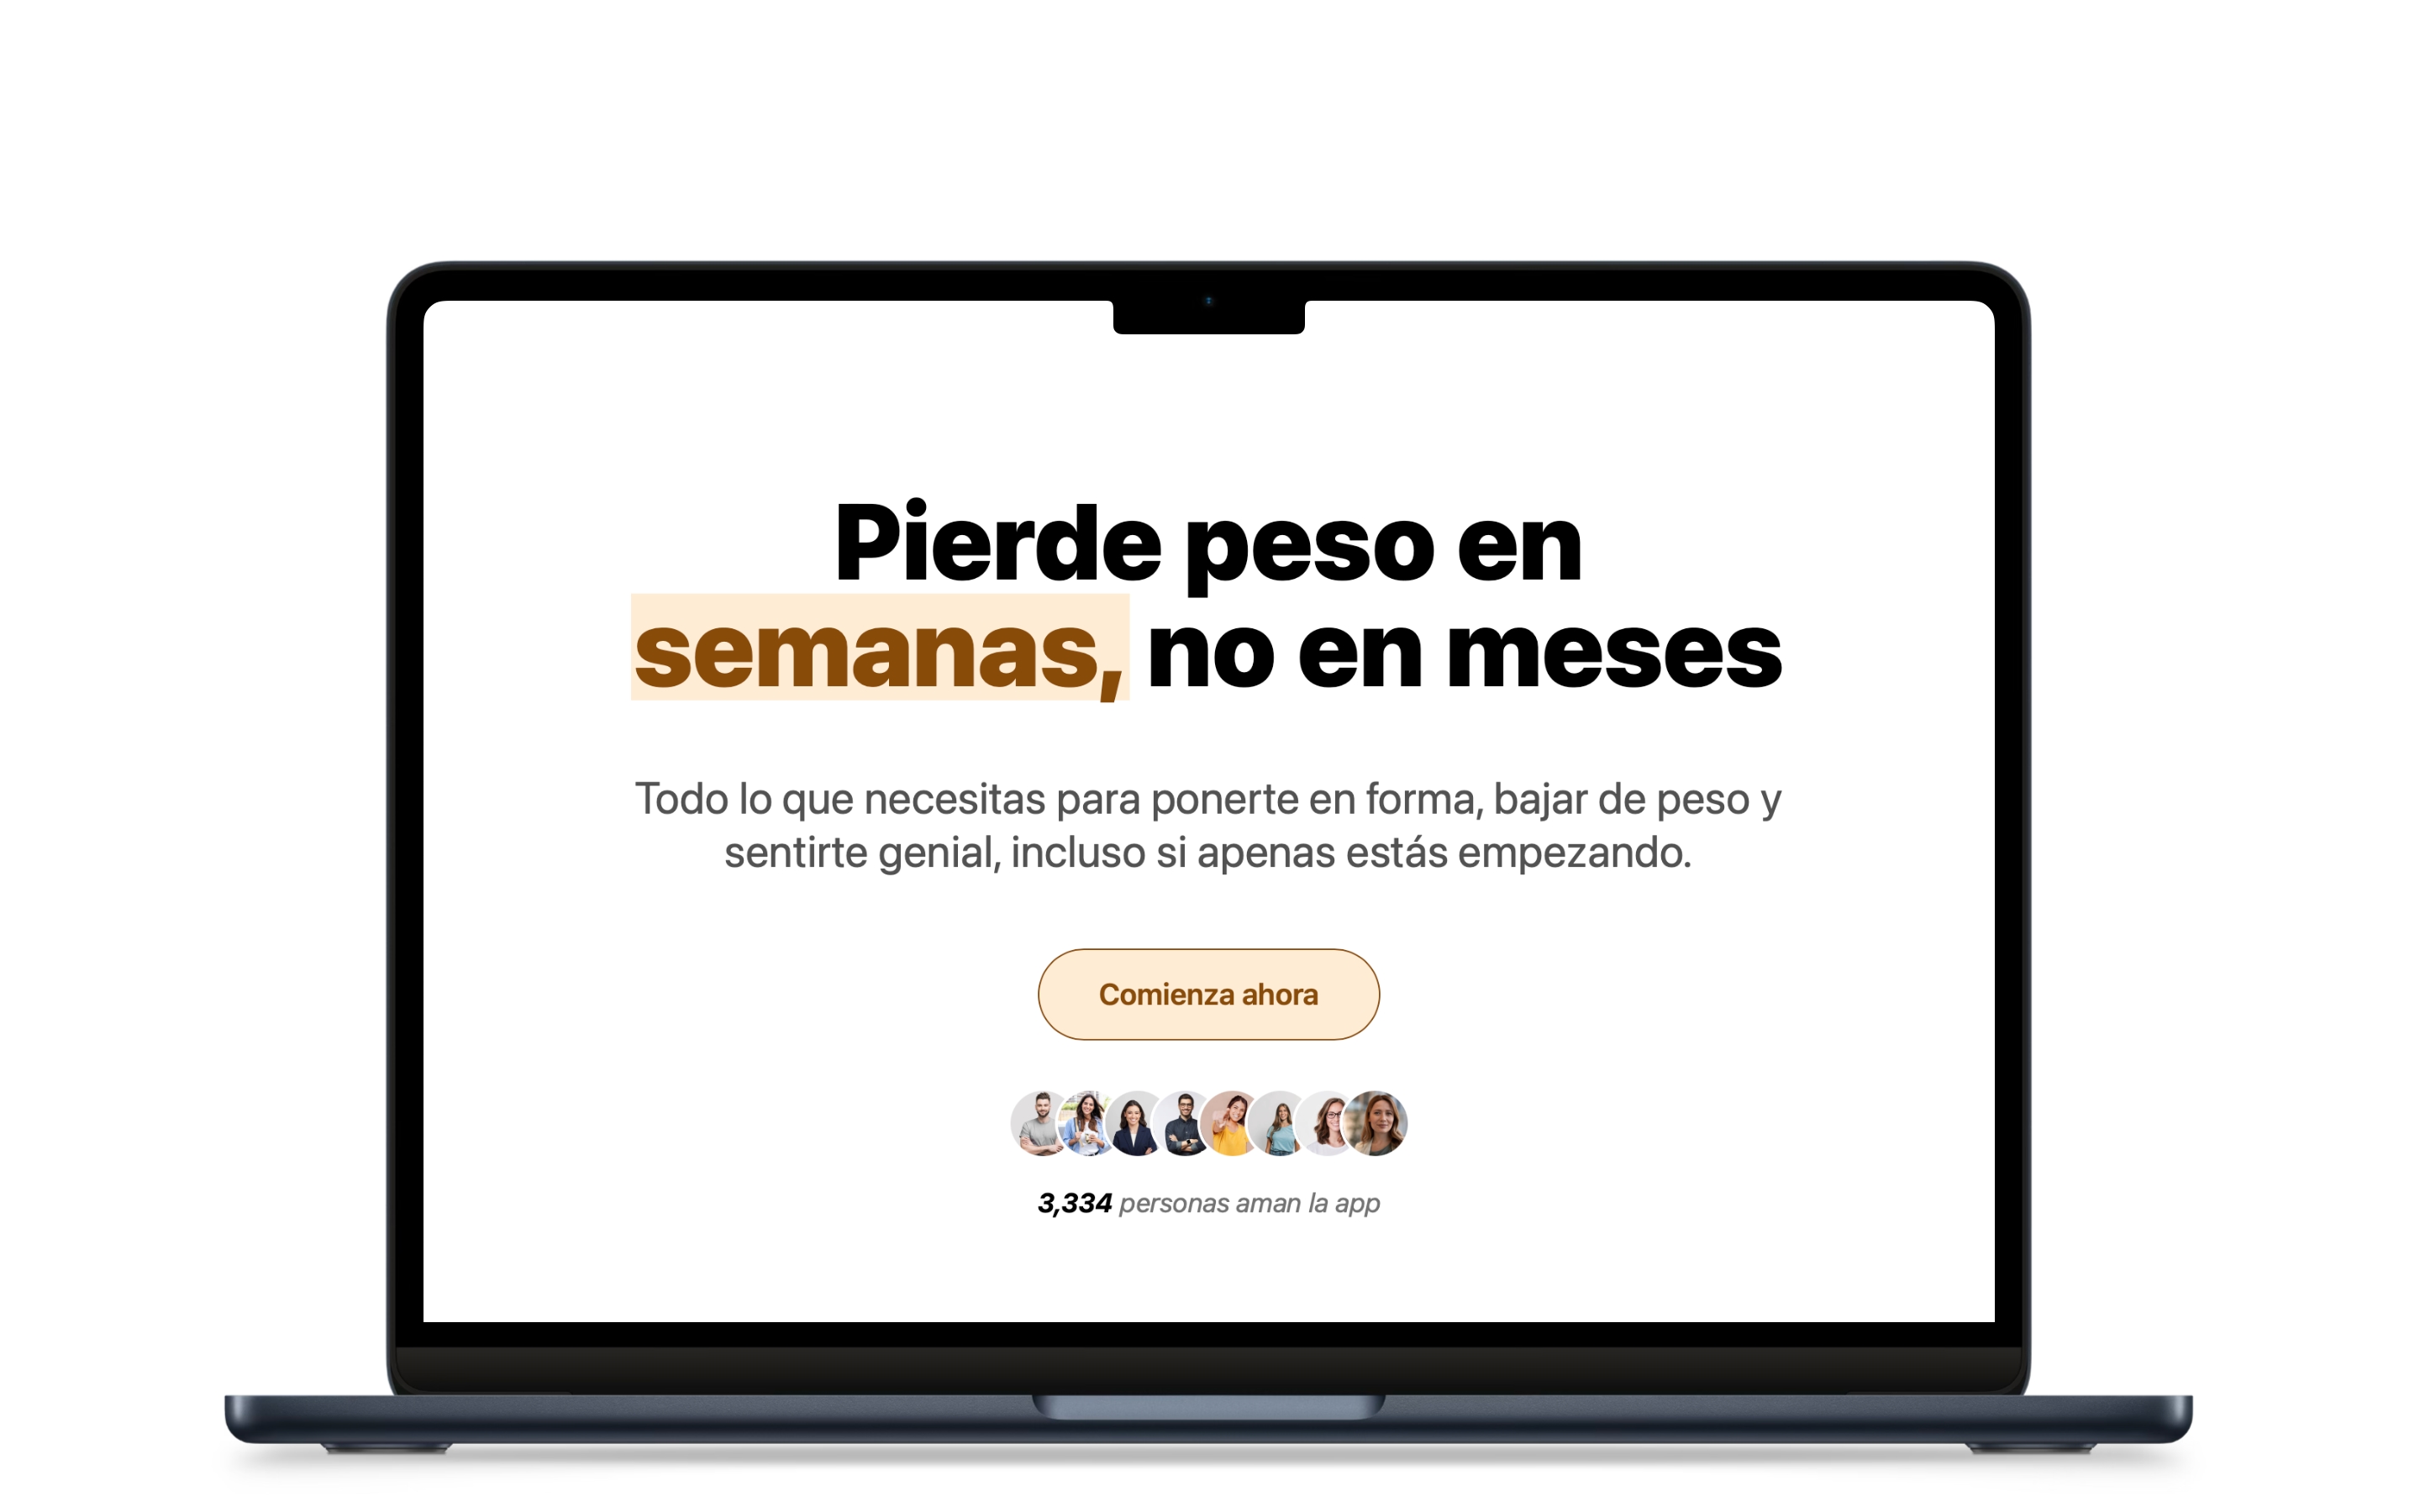 Pierde peso en
semanas, no en meses
Todo lo que necesitas para ponerte en forma, bajar de peso y
sentirte genial, incluso si apenas estás empezando.
Comienza ahora
3,334 personas aman la app